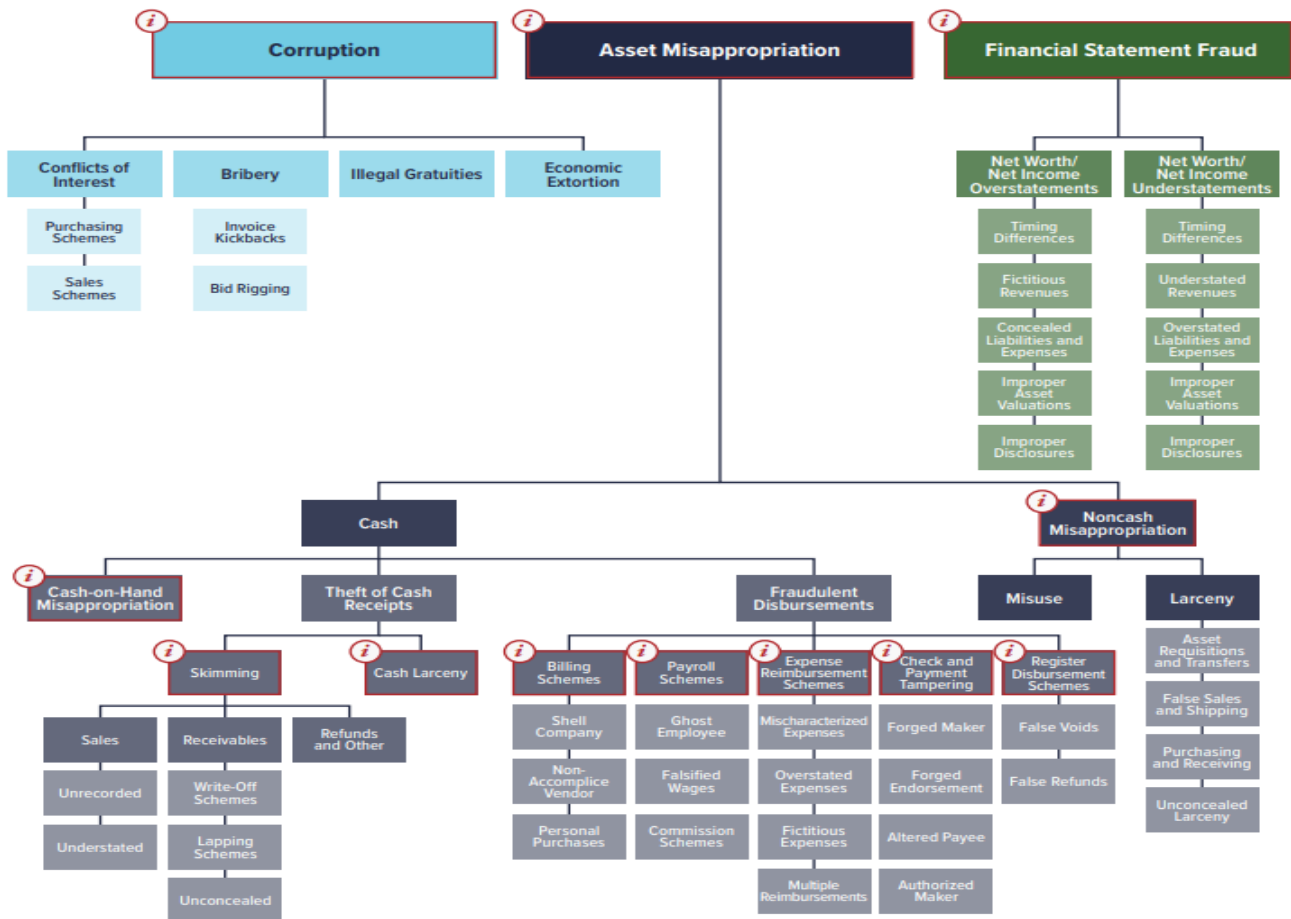 i
Corruption
i
Asset Misappropriation
i
Financial Statement Fraud
Conflicts of
Interest
Bribery
Illegal Gratuities
Economic
Extortion
Net Worth/
Net Income
Overstatements
Net Worth/
Net Income
Understatements
Purchasing
Schemes
Invoice
Kickbacks
Timing
Differences
Timing
Differences
Sales
Schemes
Bid Rigging
Fictitious
Revenues
Understated
Revenues
Concealed
Liabilities and
Expenses
Overstated
Liabilities and
Expenses
Improper
Asset
Valuations
Improper
Asset
Valuations
Improper
Disclosures
Improper
Disclosures
Cash
i
Noncash
Misappropriation
i
Cash-on-Hand
Misappropriation
Theft of Cash
Receipts
Fraudulent
Disbursements
Misuse
Larceny
i
Skimming
i
Cash Larceny
i
Billing
Schemes
i
Payroll
Schemes
i
Expense
Reimbursement
Schemes
i
Check and
Payment
Tampering
i
Register
Disbursement
Schemes
Asset
Requisitions
and Transfers
Sales
Receivables
Refunds
and Other
Shell
Company
Ghost
Employee
Mischaracterized
Expenses
Forged Maker
False Voids
False Sales
and Shipping
Unrecorded
Write-Off
Schemes
Non-
Accomplice
Vendor
Falsified
Wages
Overstated
Expenses
Forged
Endorsement
False Refunds
Purchasing
and Receiving
Understated
Lapping
Schemes
Personal
Purchases
Commission
Schemes
Fictitious
Expenses
Altered Payee
Unconcealed
Larceny
Unconcealed
Multiple
Reimbursements
Authorized
Maker